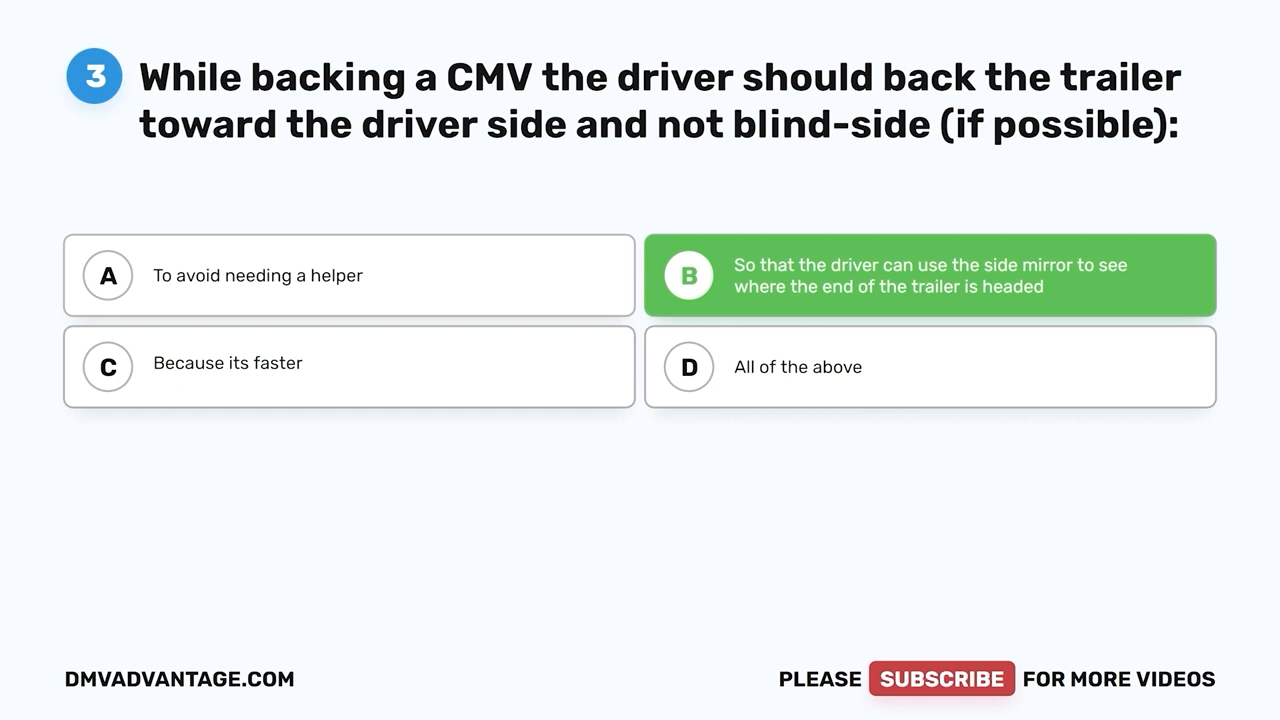 3
While backing a CMV the driver should back the trailer
toward the driver side and not blind-side (if possible):
A
To avoid needing a helper
B
So that the driver can use the side mirror to see
where the end of the trailer is headed
C
Because its faster
D
All of the above
DMVADVANTAGE.COM
PLEASE SUBSCRIBE FOR MORE VIDEOS